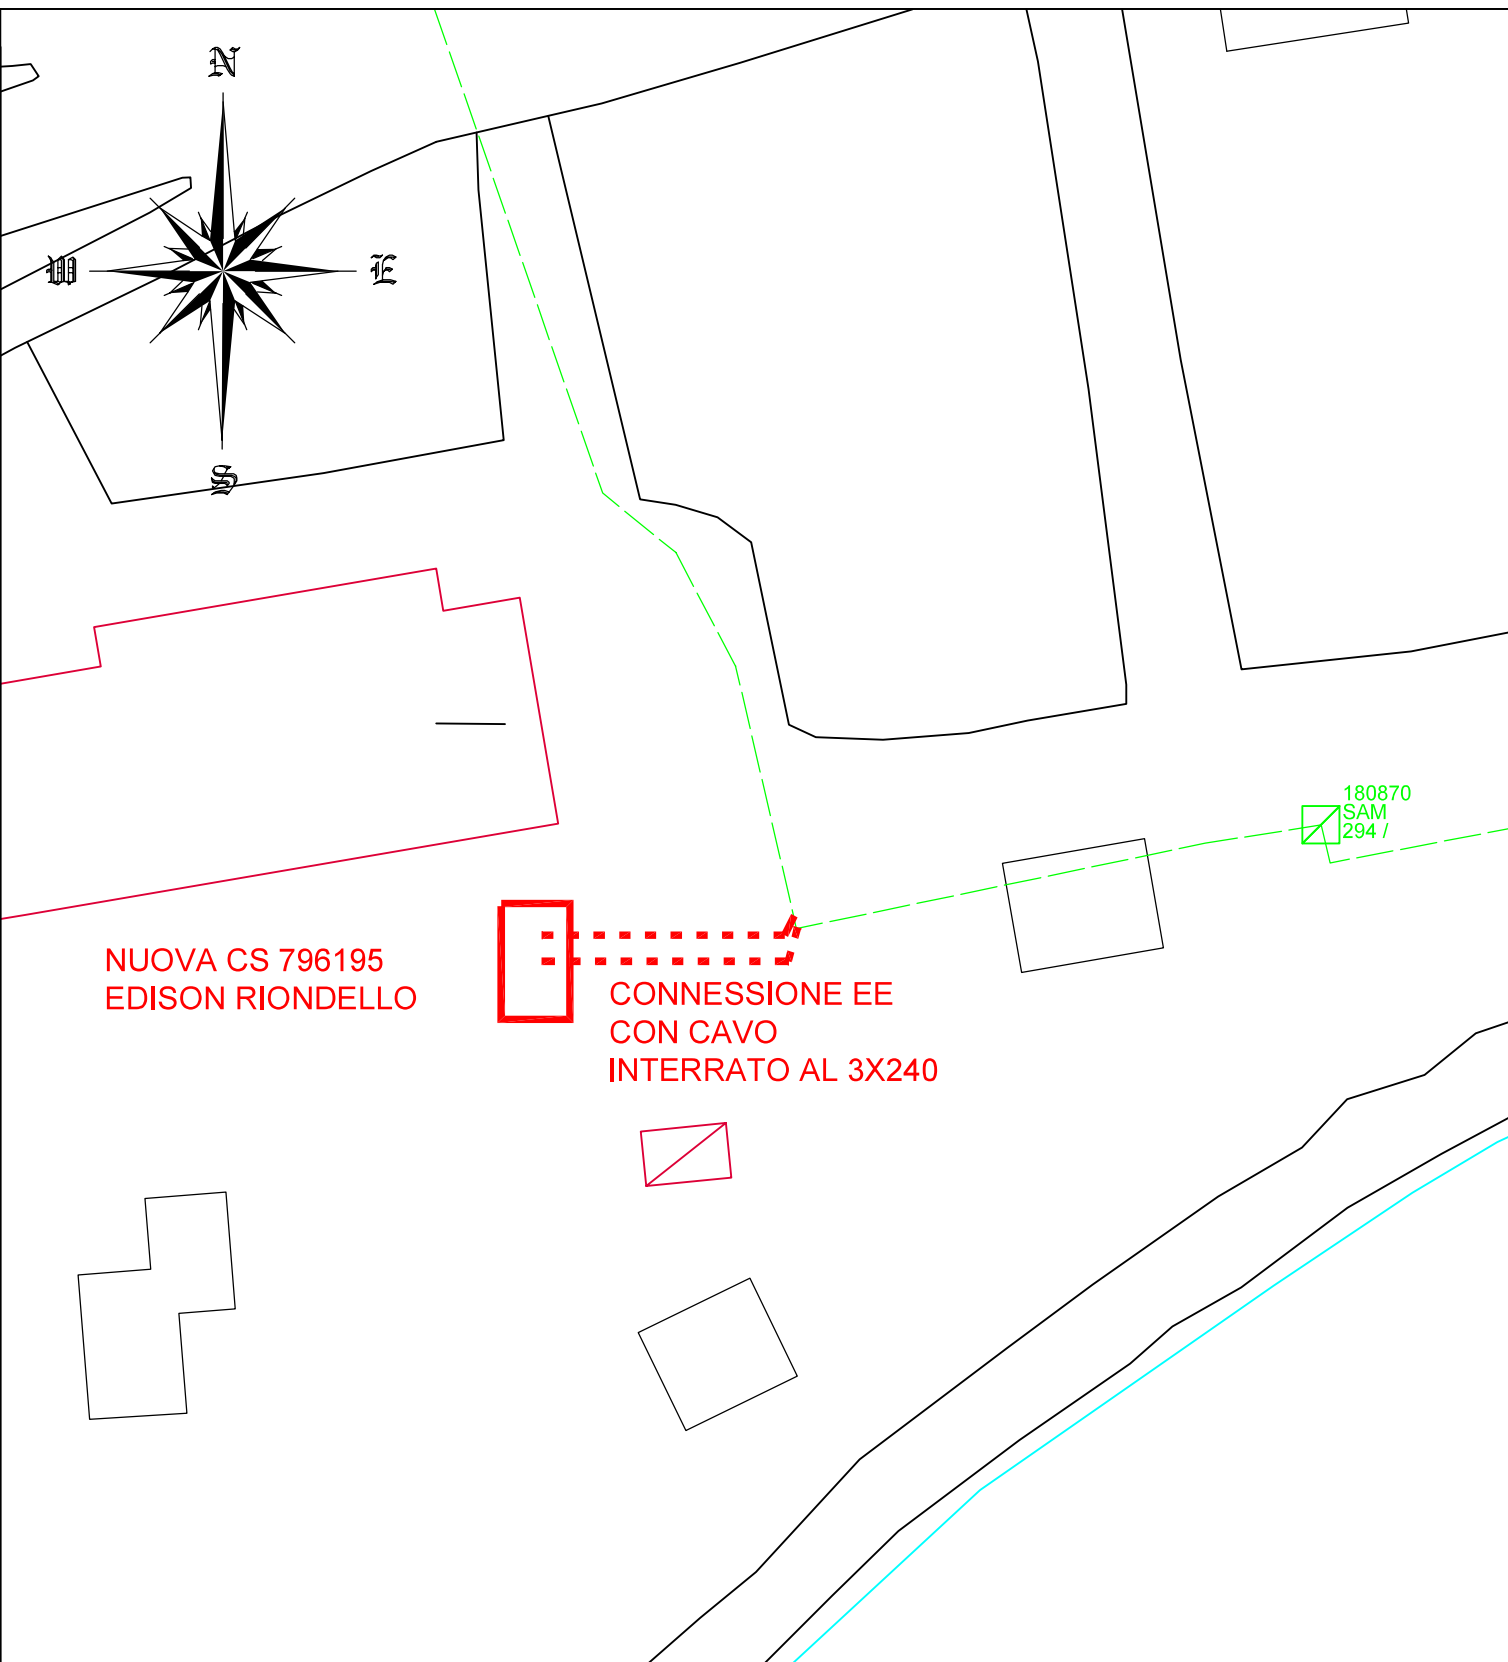 N
W
E
S
180870
SAM
294 /
NUOVA CS 796195
EDISON RIONDELLO
CONNESSIONE EE
CON CAVO
INTERRATO AL 3X240